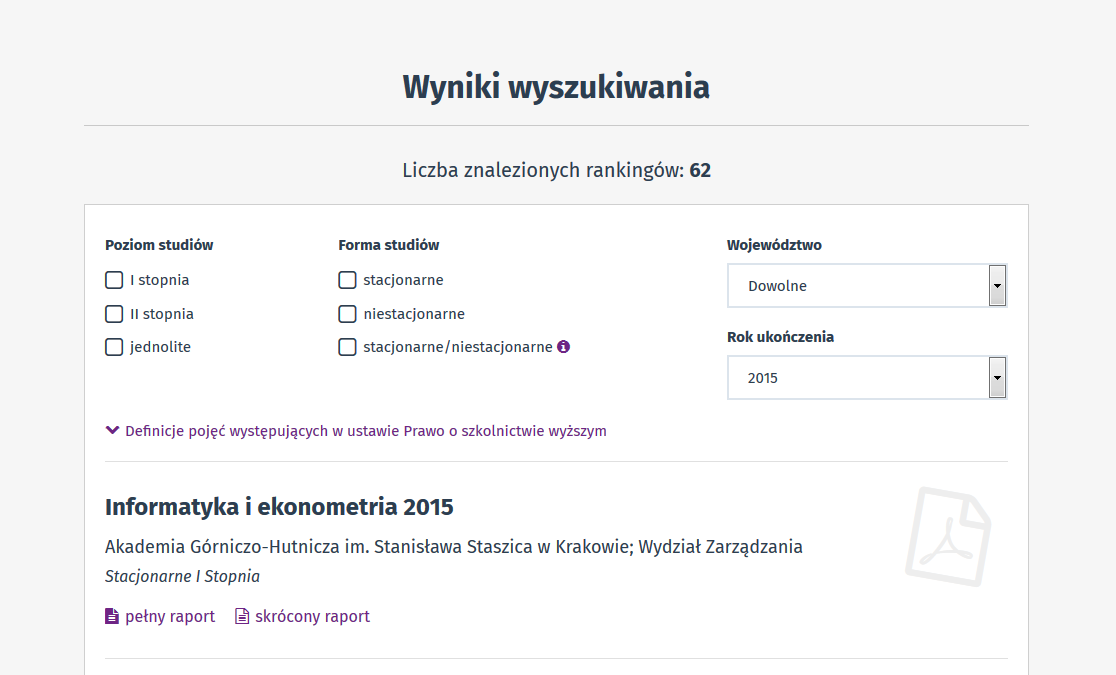 Wyniki wyszukiwania
Liczba znalezionych rankingów: 62
Poziom studiów
I stopnia
II stopnia
jednolite
Forma studiów
stacjonarne
niestacjonarne
stacjonarne/niestacjonarne
Województwo
Dowolne
Rok ukończenia
2015
Definicje pojęć występujących w ustawie Prawo o szkolnictwie wyższym
Informatyka i ekonometria 2015
Akademia Górniczo-Hutnicza im. Stanisława Staszica w Krakowie; Wydział Zarządzania
Stacjonarne I Stopnia
pełny raport skrócony raport